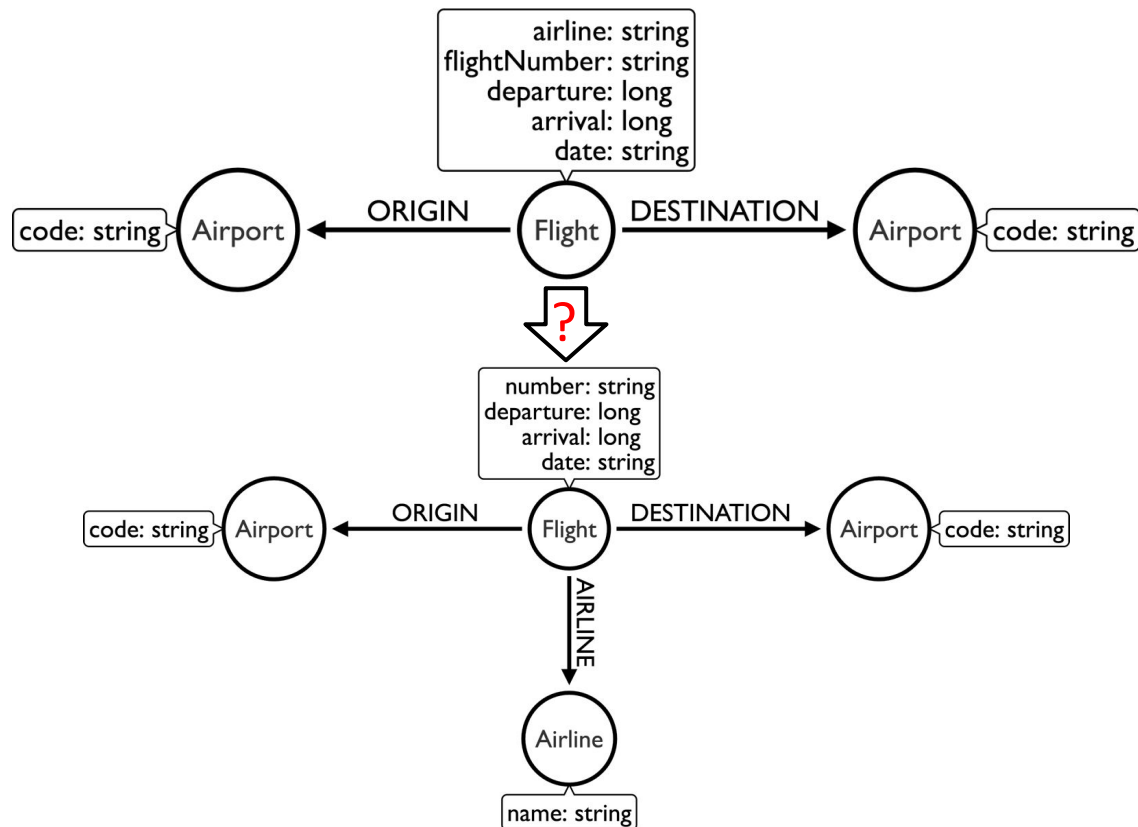 airline: string
flightNumber: string
departure: long
arrival: long
date: string
code: string
Airport
ORIGIN
Flight
DESTINATION
Airport
code: string
?
number: string
departure: long
arrival: long
date: string
code: string
Airport
ORIGIN
Flight
DESTINATION
Airport
code: string
AIRLINE
Airline
name: string